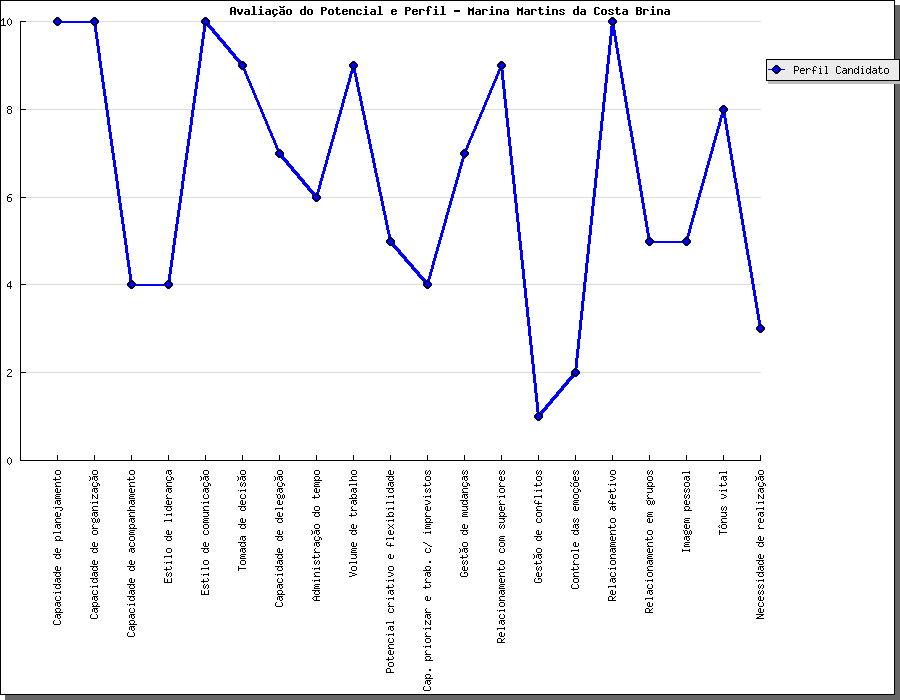 Avaliação do Potencial e Perfil - Marina Martins da Costa Brina
10
8
6
4
2
0
Perfil Candidato
Capacidade de planejamento
Capacidade de organização
Capacidade de acompanhamento
Estilo de liderança
Estilo de comunicação
Tomada de decisão
Capacidade de delegação
Administração do tempo
Volume de trabalho
Potencial criativo e flexibilidade
Cap. priorizar e trab. c/ imprevistos
Gestão de mudanças
Relacionamento com superiores
Gestão de conflitos
Controle das emoções
Relacionamento afetivo
Relacionamento em grupos
Imagem pessoal
Tônus vital
Necessidade de realização